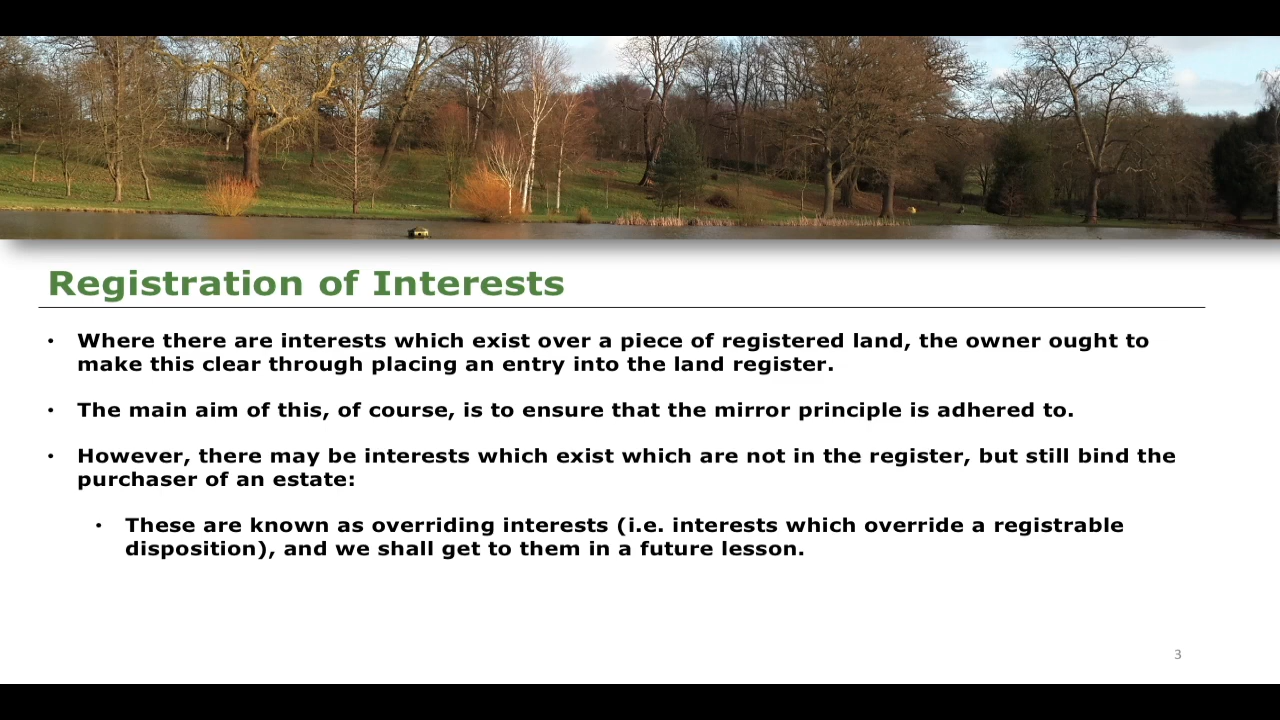 Registration of Interests
• Where there are interests which exist over a piece of registered land, the owner ought to
make this clear through placing an entry into the land register.
• The main aim of this, of course, is to ensure that the mirror principle is adhered to.
• However, there may be interests which exist which are not in the register, but still bind the
purchaser of an estate:
• These are known as overriding interests (i.e. interests which override a registrable
disposition), and we shall get to them in a future lesson.
3